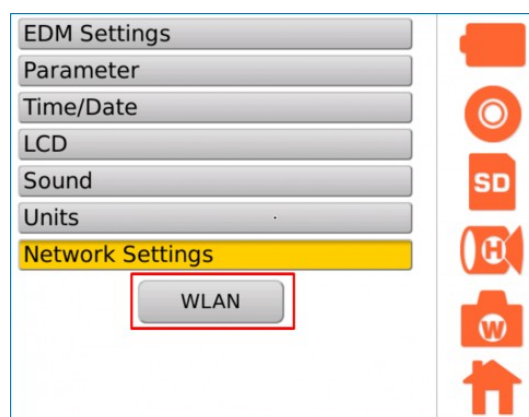 EDM Settings
Parameter
Time/Date
LCD
Sound
Units
Network Settings
WLAN
SD
H
W